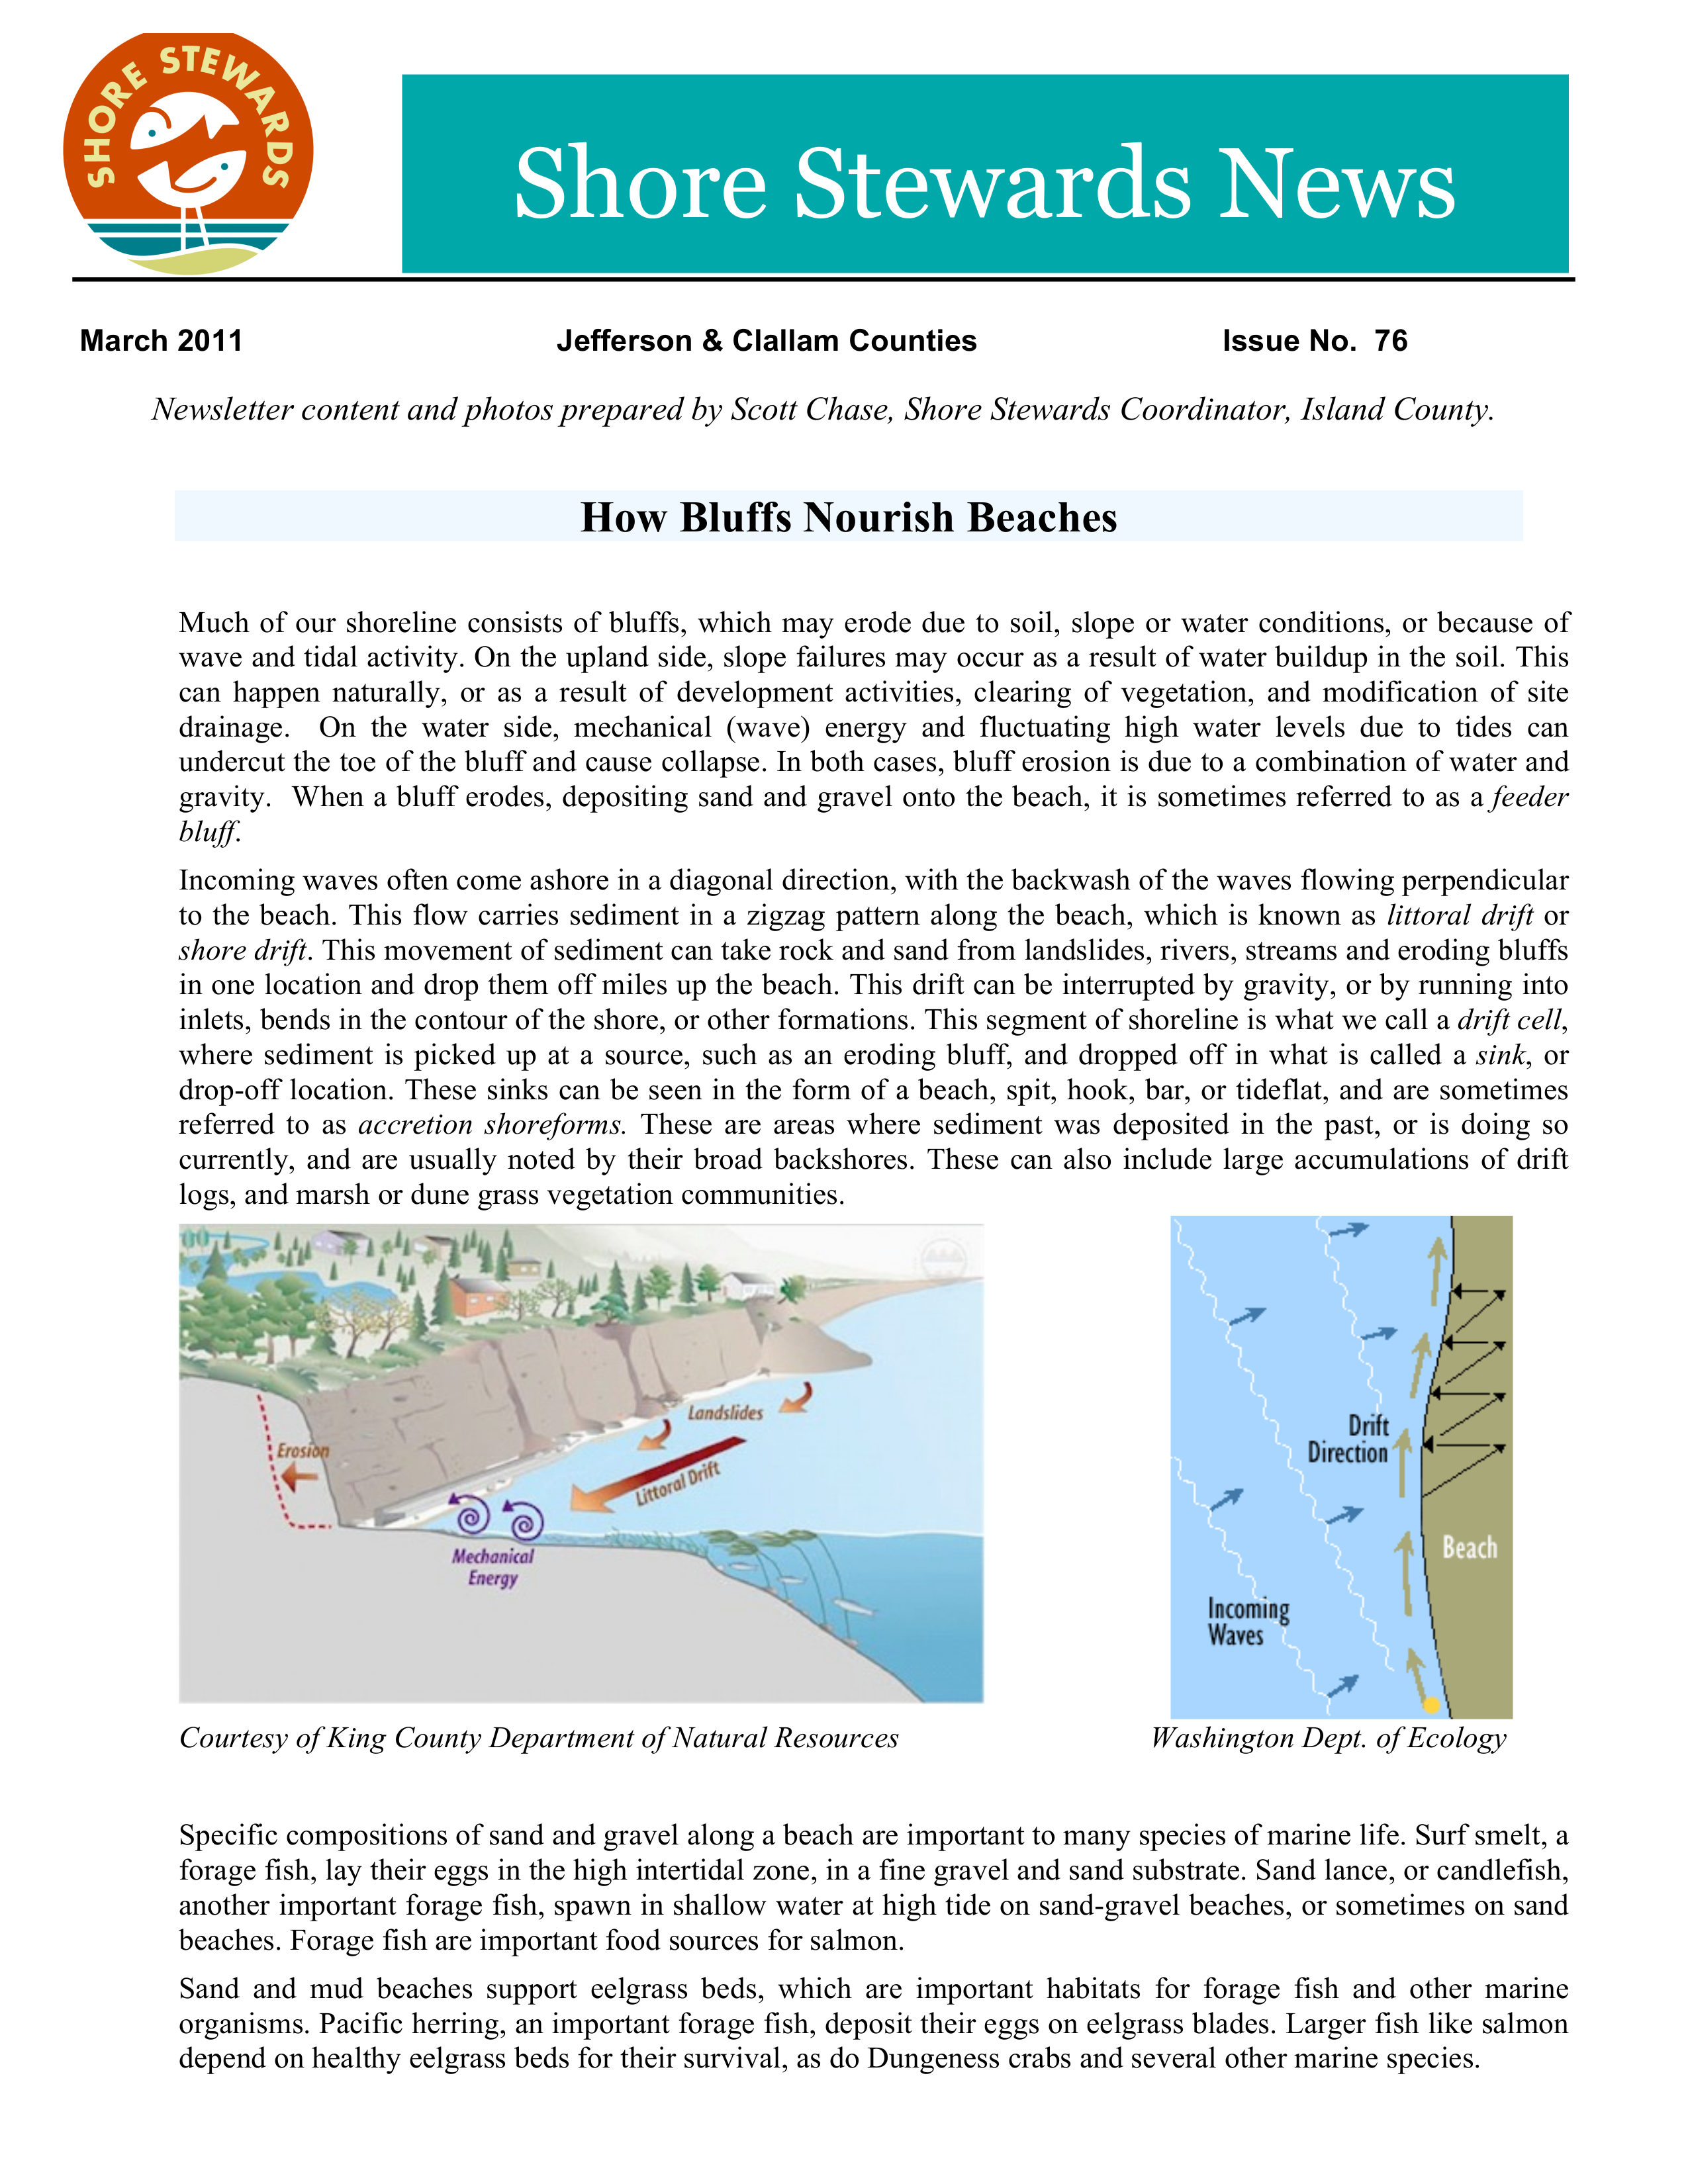 SHORE STEWARDS
Shore Stewards News
March 2011 Jefferson & Clallam Counties Issue No. 76
Newsletter content and photos prepared by Scott Chase, Shore Stewards Coordinator, Island County.
How Bluffs Nourish Beaches
Much of our shoreline consists of bluffs, which may erode due to soil, slope or water conditions, or because of
wave and tidal activity. On the upland side, slope failures may occur as a result of water buildup in the soil. This
can happen naturally, or as a result of development activities, clearing of vegetation, and modification of site
drainage. On the water side, mechanical (wave) energy and fluctuating high water levels due to tides can
undercut the toe of the bluff and cause collapse. In both cases, bluff erosion is due to a combination of water and
gravity. When a bluff erodes, depositing sand and gravel onto the beach, it is sometimes referred to as a feeder
bluff.
Incoming waves often come ashore in a diagonal direction, with the backwash of the waves flowing perpendicular
to the beach. This flow carries sediment in a zigzag pattern along the beach, which is known as littoral drift or
shore drift. This movement of sediment can take rock and sand from landslides, rivers, streams and eroding bluffs
in one location and drop them off miles up the beach. This drift can be interrupted by gravity, or by running into
inlets, bends in the contour of the shore, or other formations. This segment of shoreline is what we call a drift cell,
where sediment is picked up at a source, such as an eroding bluff, and dropped off in what is called a sink, or
drop-off location. These sinks can be seen in the form of a beach, spit, hook, bar, or tideflat, and are sometimes
referred to as accretion shoreforms. These are areas where sediment was deposited in the past, or is doing so
currently, and are usually noted by their broad backshores. These can also include large accumulations of drift
logs, and marsh or dune grass vegetation communities.
Landslides
Erosion
Littoral Drift
Mechanical
Energy
Drift
Direction
Beach
Incoming
Waves
Courtesy of King County Department of Natural Resources
Washington Dept. of Ecology
Specific compositions of sand and gravel along a beach are important to many species of marine life. Surf smelt, a
forage fish, lay their eggs in the high intertidal zone, in a fine gravel and sand substrate. Sand lance, or candlefish,
another important forage fish, spawn in shallow water at high tide on sand-gravel beaches, or sometimes on sand
beaches. Forage fish are important food sources for salmon.
Sand and mud beaches support eelgrass beds, which are important habitats for forage fish and other marine
organisms. Pacific herring, an important forage fish, deposit their eggs on eelgrass blades. Larger fish like salmon
depend on healthy eelgrass beds for their survival, as do Dungeness crabs and several other marine species.